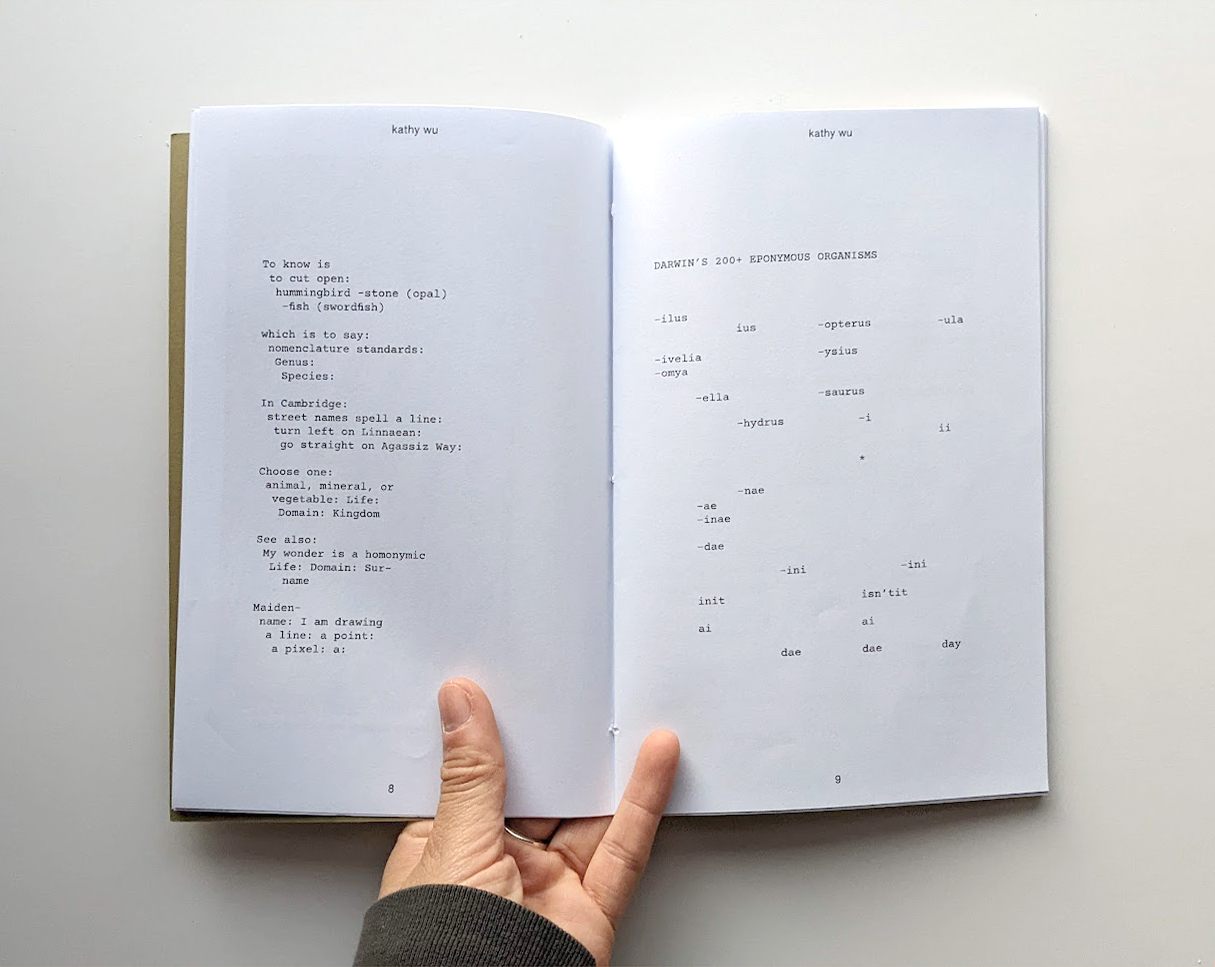 kathy wu
To know is
to cut open:
hummingbird -stone (opal)
-fish (swordfish)
which is to say:
nomenclature standards:
Genus:
Species:
In Cambridge:
street names spell a line:
turn left on Linnaean:
go straight on Agassiz Way:
Choose one:
animal, mineral, or
vegetable: Life:
Domain: Kingdom
See also:
My wonder is a homonymic
Life: Domain: Sur-
name
Maiden-
name: I am drawing
a line: a point:
a pixel: a:
8
kathy wu
DARWIN'S 200+ EPONYMOUS ORGANISMS
-ilus ius -opterus -ula
-ivelia -ysius
-omya
-ella -saurus
-hydrus -i ii
*
-nae
-ae
-inae
-dae
-ini -ini
init isn'tit
ai ai
dae dae day
9